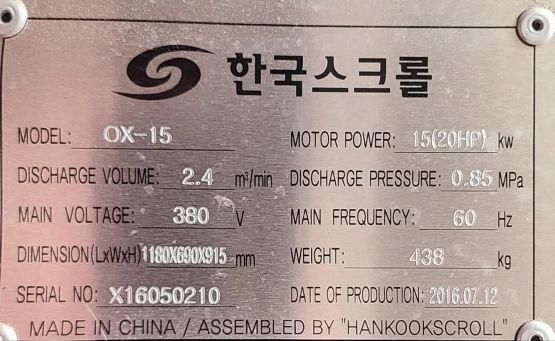 한국스크롤
MODEL: OX-15 MOTOR POWER: 15(20HP) kw
DISCHARGE VOLUME: 2.4 m³/min DISCHARGE PRESSURE: 0.85 MPa
MAIN VOLTAGE: 380 V MAIN FREQUENCY: 60 Hz
DIMENSION(LxWxH) 1180X690X915 mm WEIGHT: 438 kg
SERIAL NO: X16050210 DATE OF PRODUCTION: 2016.07.12
MADE IN CHINA / ASSEMBLED BY "HANKOOKSCROLL"